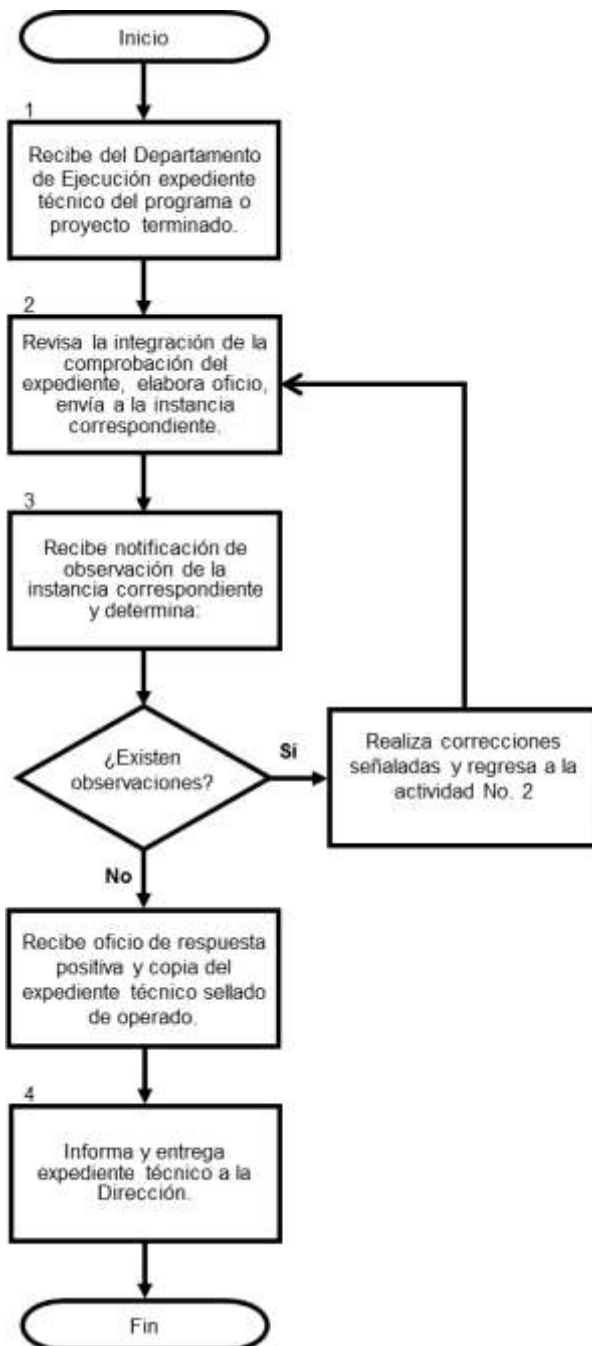 Inicio
1
Recibe del Departamento
de Ejecución expediente
técnico del programa o
proyecto terminado.
2
Revisa la integración de la
comprobación del
expediente, elabora oficio,
envía a la instancia
correspondiente.
3
Recibe notificación de
observación de la
instancia correspondiente
y determina:
¿Existen
observaciones?
Sí
Realiza correcciones
señaladas y regresa a la
actividad No. 2
No
Recibe oficio de respuesta
positiva y copia del
expediente técnico sellado
de operado.
4
Informa y entrega
expediente técnico a la
Dirección.
Fin